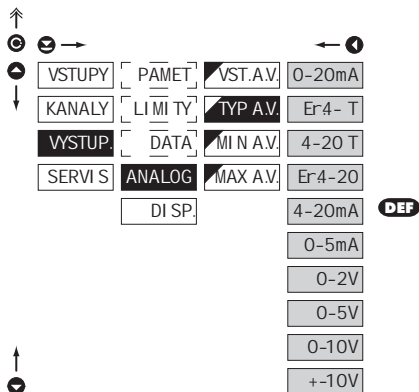 VSTUPY PAMET VST.A.V. 0-20mA
KANALY LIMITY TYP A.V. Er4- T
VYSTUP. DATA MIN A.V. 4-20 T
SERVIS ANALOG MAX A.V. Er4-20
DISP. 4-20mA DEF
0-5mA
0-2V
0-5V
0-10V
+-10V